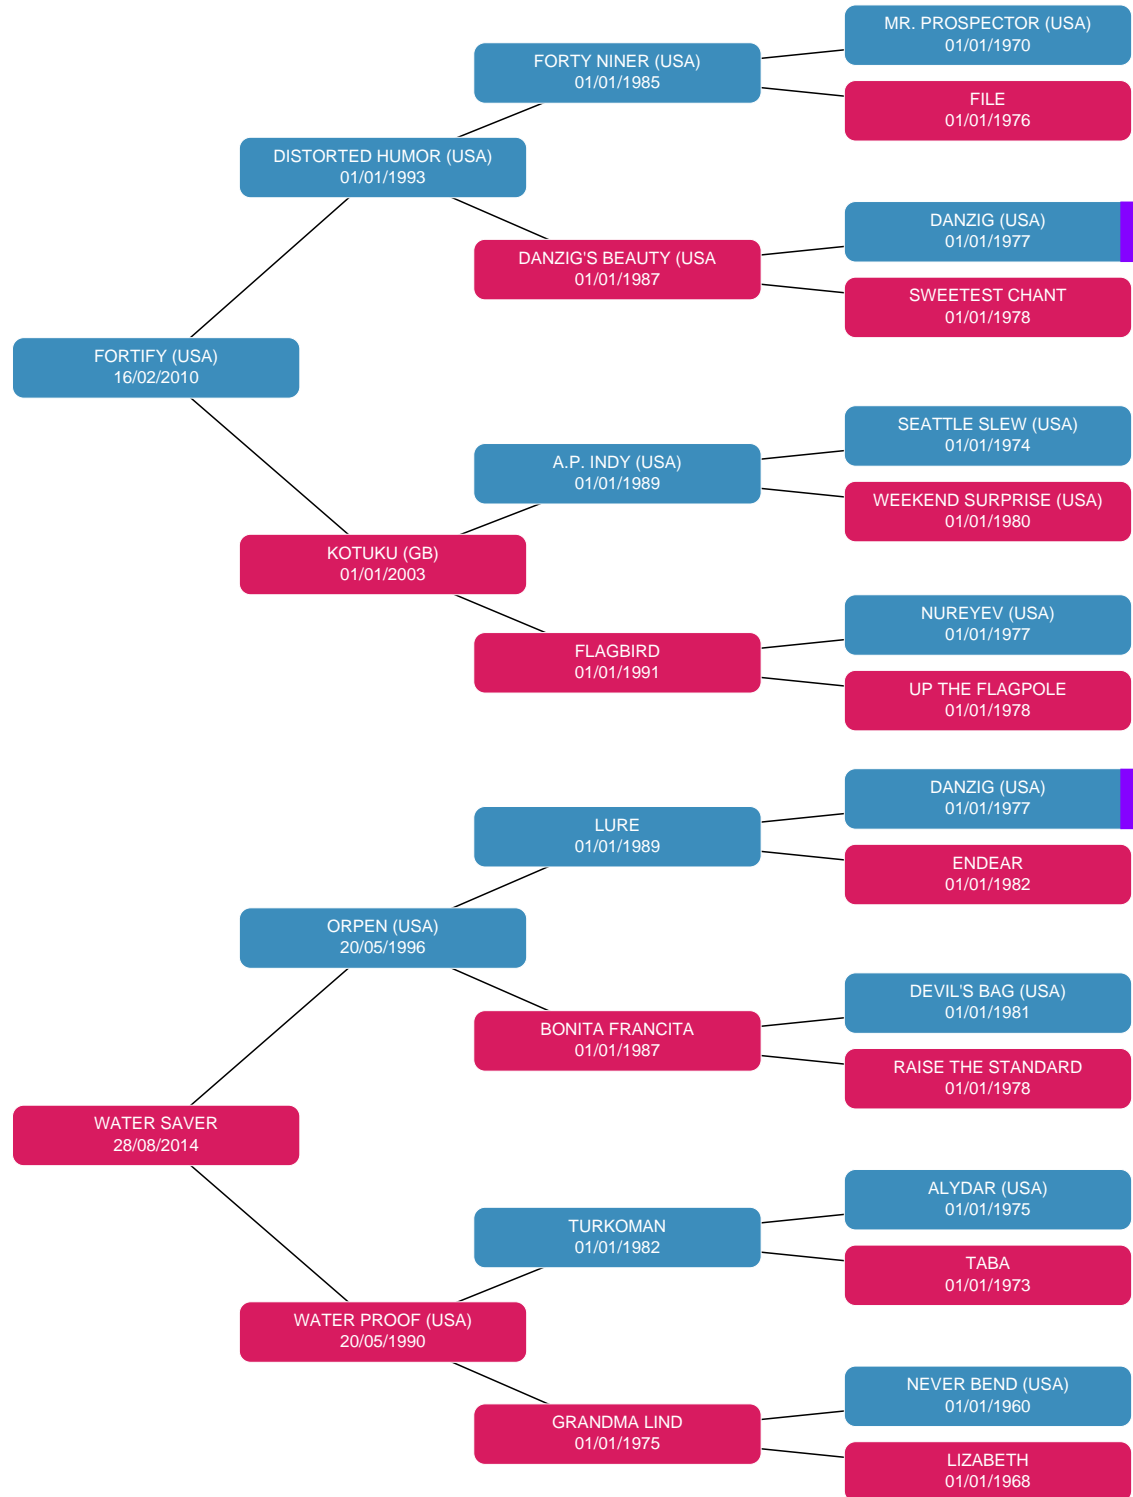 MR. PROSPECTOR (USA)
01/01/1970
FORTY NINER (USA)
01/01/1985
FILE
01/01/1976
DISTORTED HUMOR (USA)
01/01/1993
DANZIG (USA)
01/01/1977
DANZIG'S BEAUTY (USA
01/01/1987
SWEETEST CHANT
01/01/1978
FORTIFY (USA)
16/02/2010
SEATTLE SLEW (USA)
01/01/1974
A.P. INDY (USA)
01/01/1989
WEEKEND SURPRISE (USA)
01/01/1980
KOTUKU (GB)
01/01/2003
NUREYEV (USA)
01/01/1977
FLAGBIRD
01/01/1991
UP THE FLAGPOLE
01/01/1978
DANZIG (USA)
01/01/1977
LURE
01/01/1989
ENDEAR
01/01/1982
ORPEN (USA)
20/05/1996
DEVIL'S BAG (USA)
01/01/1981
BONITA FRANCITA
01/01/1987
RAISE THE STANDARD
01/01/1978
WATER SAVER
28/08/2014
ALYDAR (USA)
01/01/1975
TURKOMAN
01/01/1982
TABA
01/01/1973
WATER PROOF (USA)
20/05/1990
NEVER BEND (USA)
01/01/1960
GRANDMA LIND
01/01/1975
LIZABETH
01/01/1968